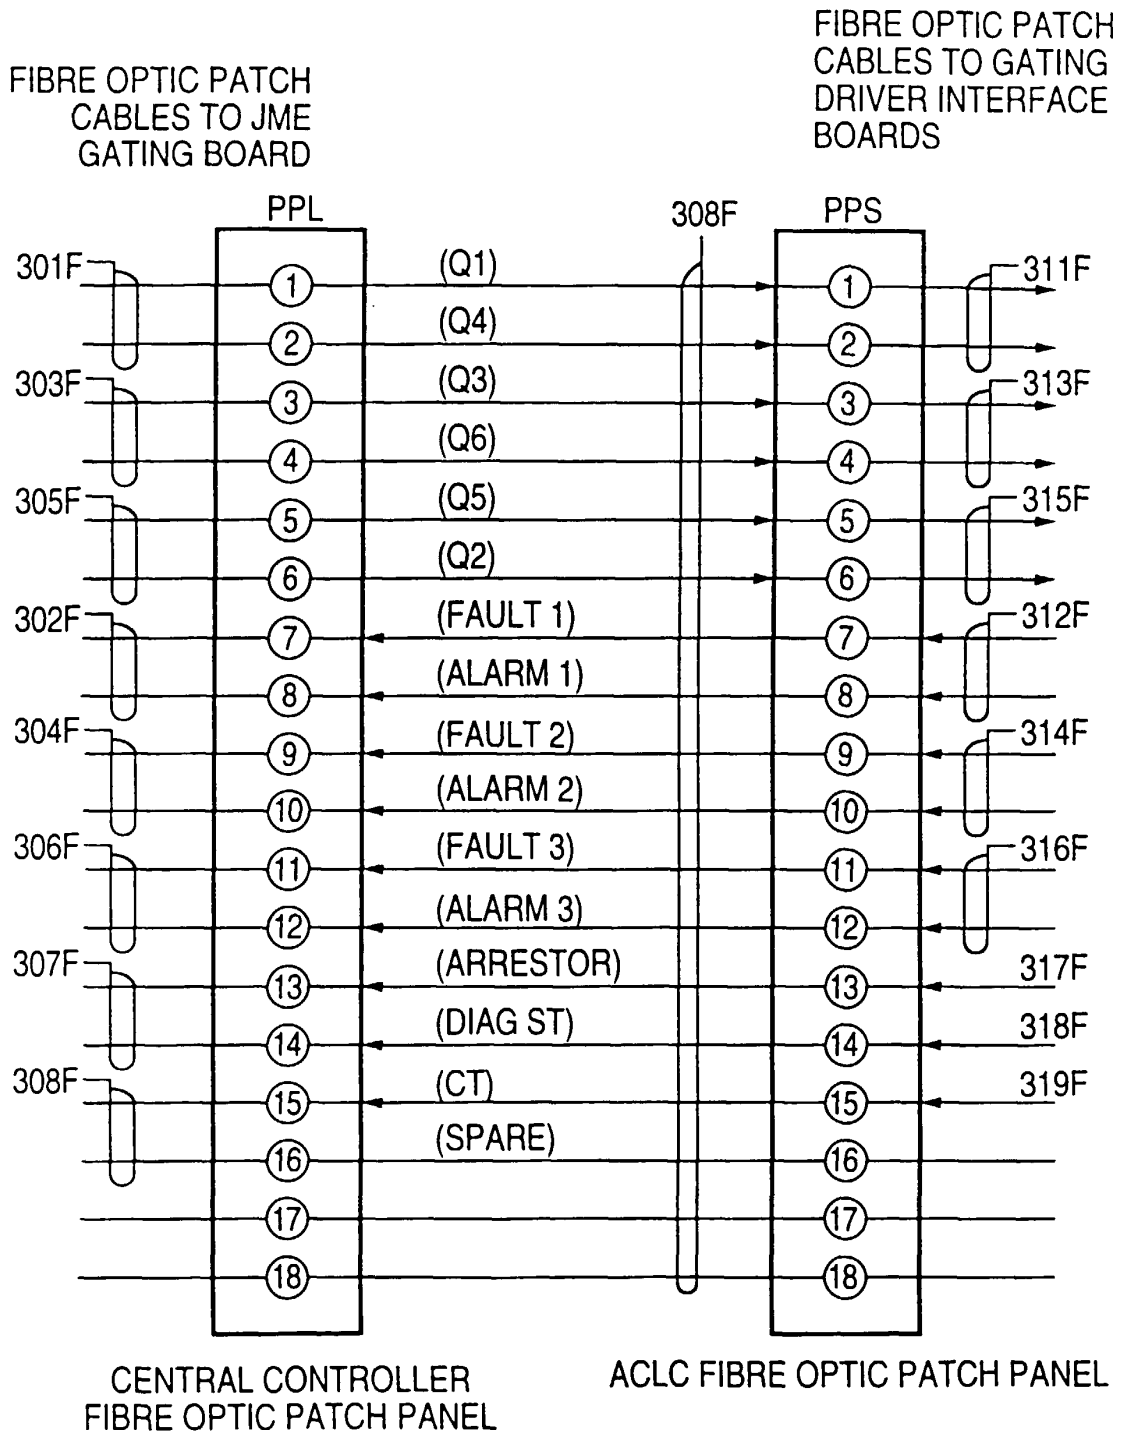 FIBRE OPTIC PATCH
CABLES TO JME
GATING BOARD
FIBRE OPTIC PATCH
CABLES TO GATING
DRIVER INTERFACE
BOARDS
PPL
308F
PPS
301F
1
(Q1)
1
311F
2
(Q4)
2
303F
3
(Q3)
3
313F
4
(Q6)
4
305F
5
(Q5)
5
315F
6
(Q2)
6
302F
7
(FAULT 1)
7
312F
8
(ALARM 1)
8
304F
9
(FAULT 2)
9
314F
10
(ALARM 2)
10
306F
11
(FAULT 3)
11
316F
12
(ALARM 3)
12
307F
13
(ARRESTOR)
13
317F
14
(DIAG ST)
14
318F
308F
15
(CT)
15
319F
16
(SPARE)
16
17
17
18
18
CENTRAL CONTROLLER
FIBRE OPTIC PATCH PANEL
ACLC FIBRE OPTIC PATCH PANEL